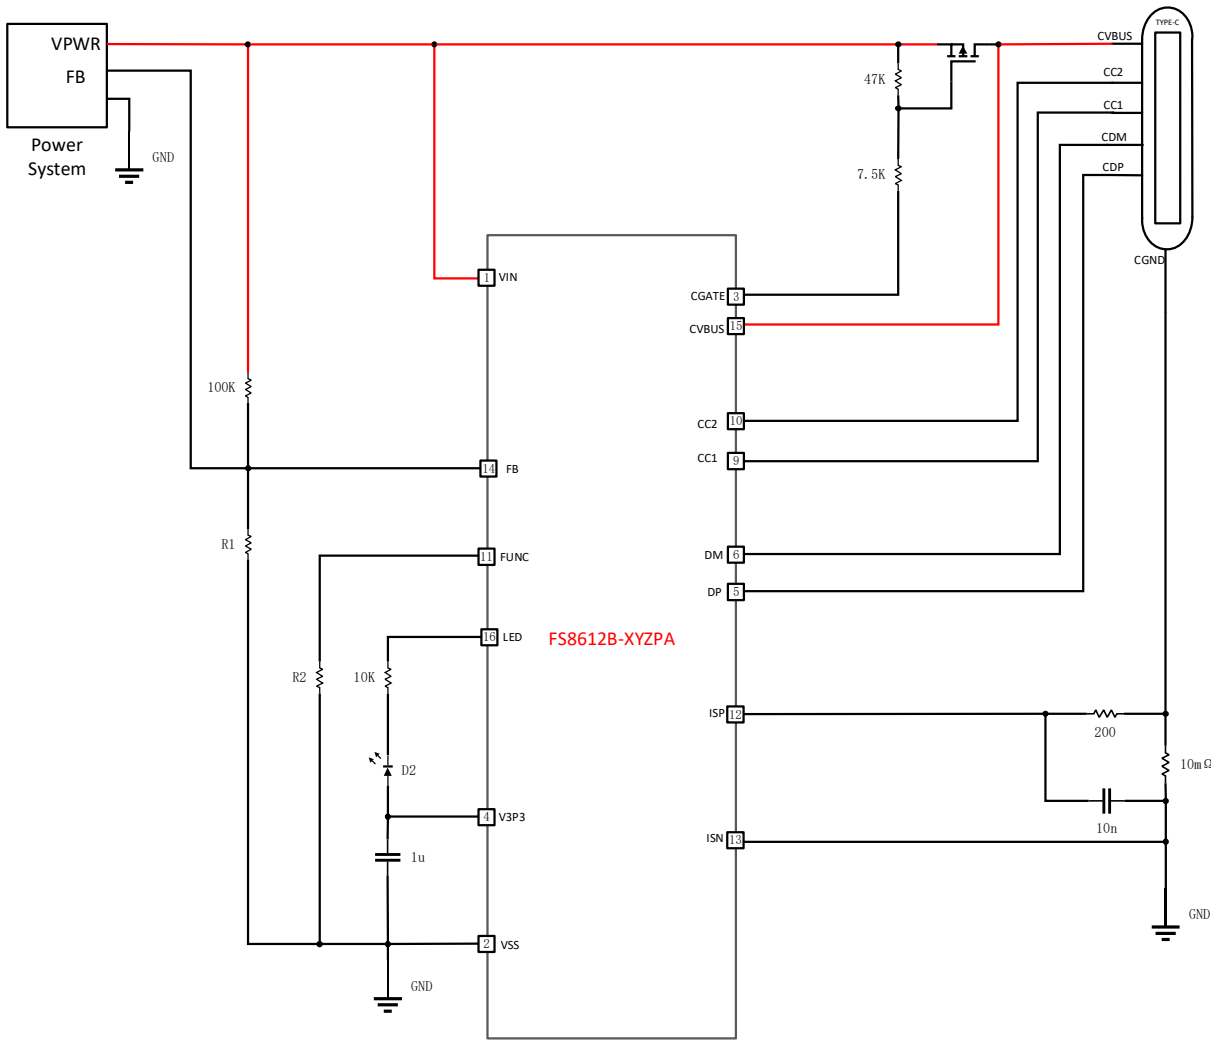 TYPE-C
VPWR
CVBUS
FB
CC2
47K
CC1
CDM
Power
System
GND
CDP
7.5K
CGND
1
VIN
CGATE
3
CVBUS
15
100K
CC2
10
CC1
9
14
FB
R1
11
FUNC
DM
6
DP
5
16
LED
FS8612B-XYZPA
R2
10K
ISP
12
200
D2
10mΩ
4
V3P3
10n
ISN
13
1u
GND
2
VSS
GND